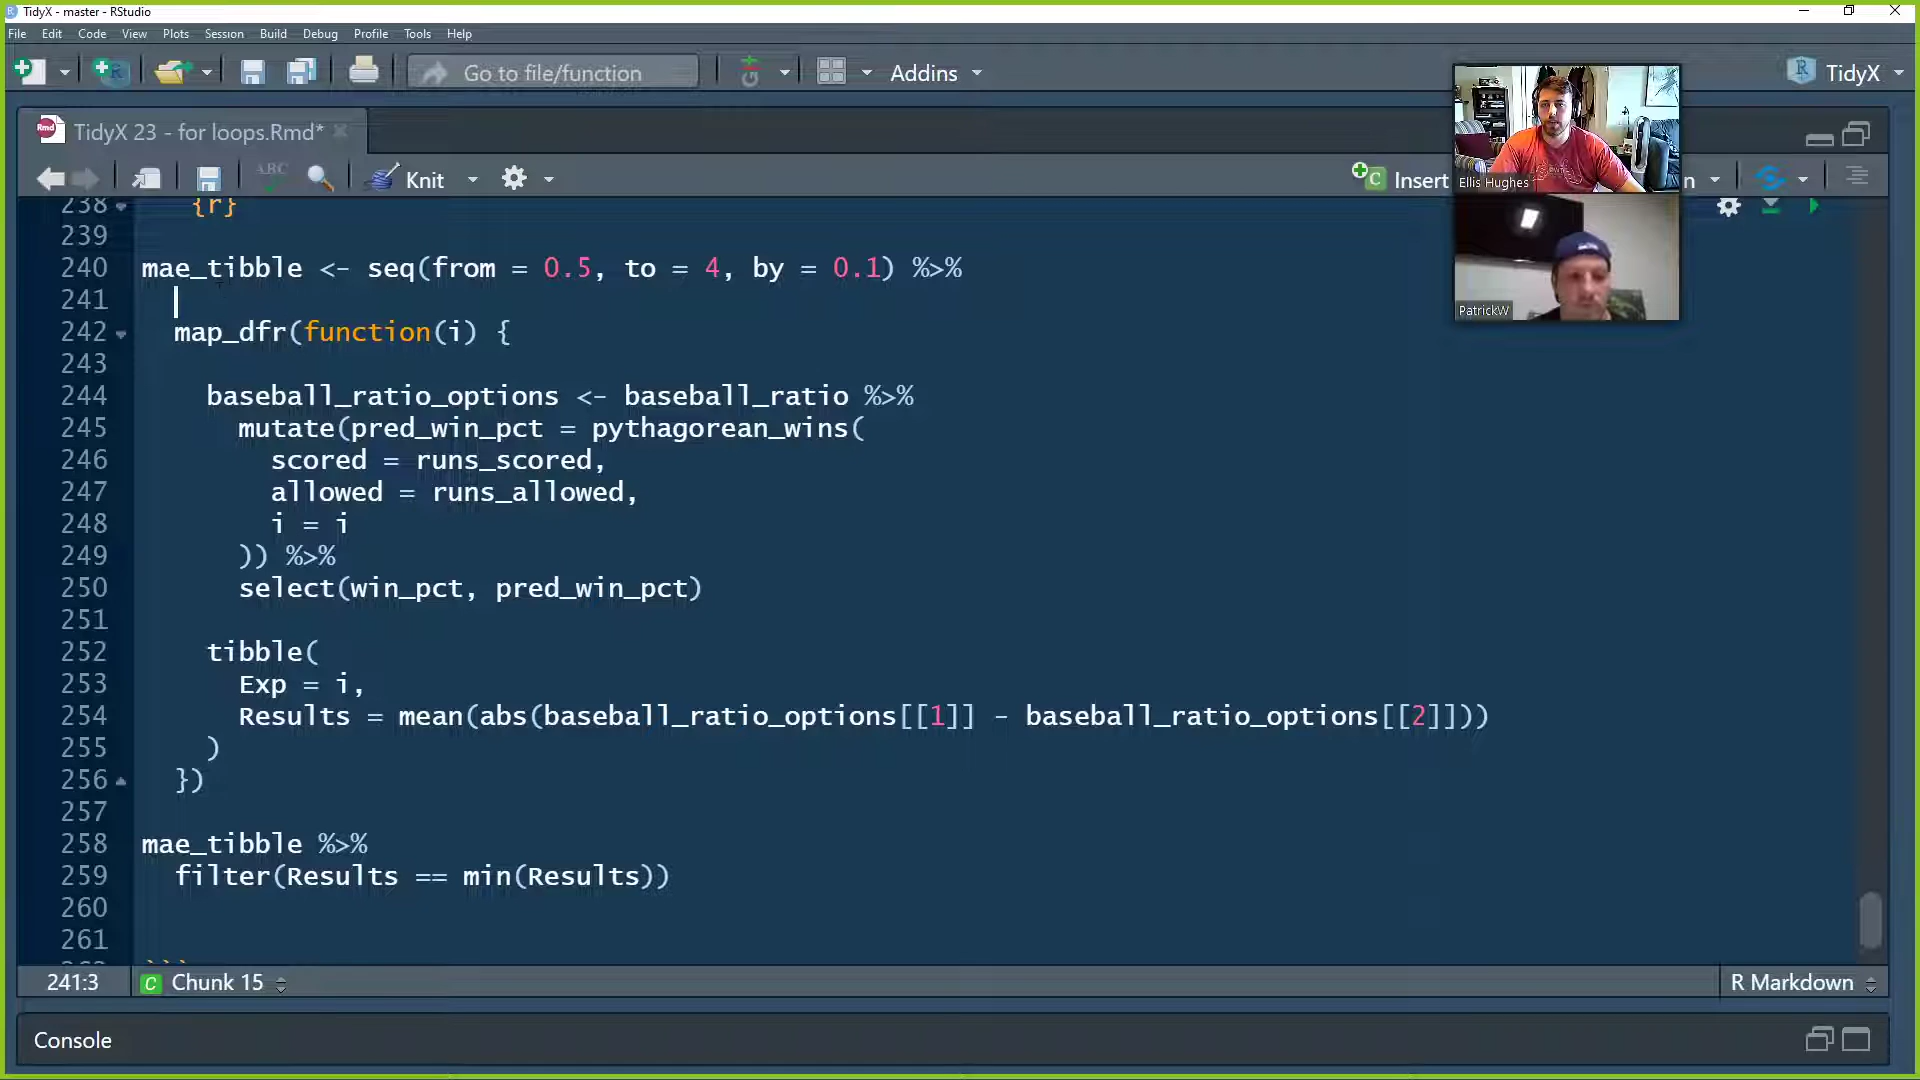 TidyX - master - RStudio
File Edit Code View Plots Session Build Debug Profile Tools Help
Go to file/function
Addins
TidyX
TidyX 23 - for loops.Rmd*
ABC
Knit
Insert
Ellis Hughes
PatrickW
238 {r}
239
240 mae_tibble <- seq(from = 0.5, to = 4, by = 0.1) %>%
241
242 map_dfr(function(i) {
243
244 baseball_ratio_options <- baseball_ratio %>%
245 mutate(pred_win_pct = pythagorean_wins(
246 scored = runs_scored,
247 allowed = runs_allowed,
248 i = i
249 )) %>%
250 select(win_pct, pred_win_pct)
251
252 tibble(
253 Exp = i,
254 Results = mean(abs(baseball_ratio_options[[1]] - baseball_ratio_options[[2]]))
255 )
256 })
257
258 mae_tibble %>%
259 filter(Results == min(Results))
260
261
241:3 Chunk 15 R Markdown
Console